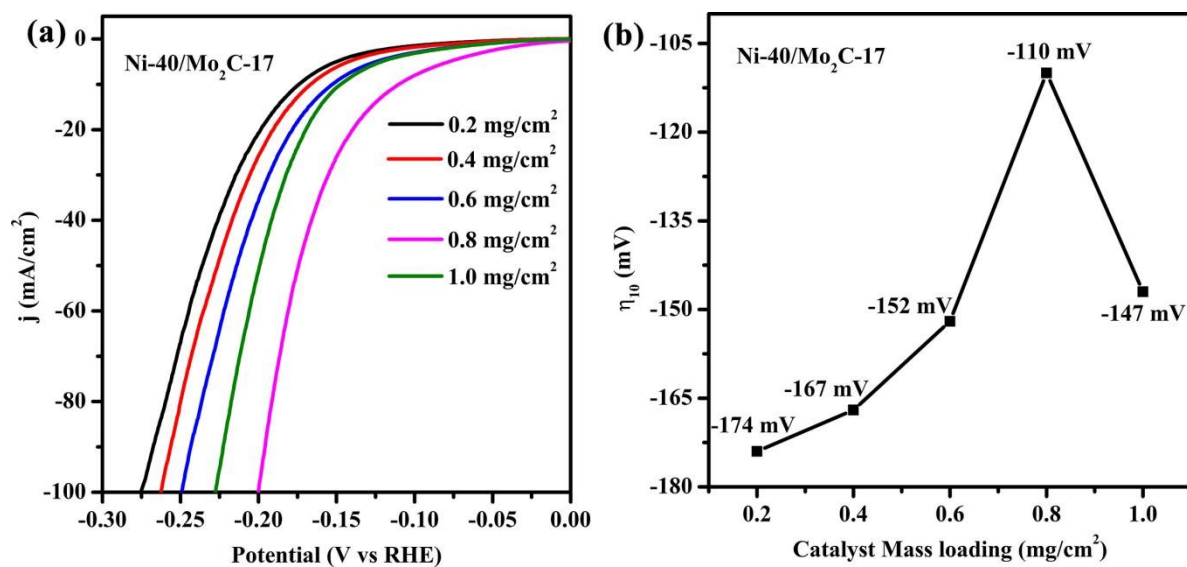 (a)
Ni-40/Mo₂C-17
0.2 mg/cm²
0.4 mg/cm²
0.6 mg/cm²
0.8 mg/cm²
1.0 mg/cm²
0
-20
-40
-60
-80
-100
j (mA/cm²)
-0.30 -0.25 -0.20 -0.15 -0.10 -0.05 0.00
Potential (V vs RHE)
(b)
Ni-40/Mo₂C-17
-110 mV
-152 mV
-147 mV
-167 mV
-174 mV
-105
-120
-135
-150
-165
-180
η₁₀ (mV)
0.2 0.4 0.6 0.8 1.0
Catalyst Mass loading (mg/cm²)